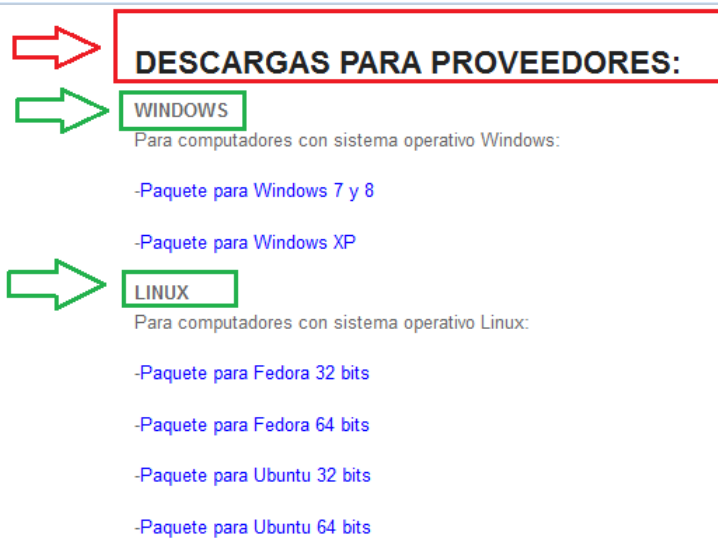 DESCARGAS PARA PROVEEDORES:
WINDOWS
Para computadores con sistema operativo Windows:
-Paquete para Windows 7 y 8
-Paquete para Windows XP
LINUX
Para computadores con sistema operativo Linux:
-Paquete para Fedora 32 bits
-Paquete para Fedora 64 bits
-Paquete para Ubuntu 32 bits
-Paquete para Ubuntu 64 bits